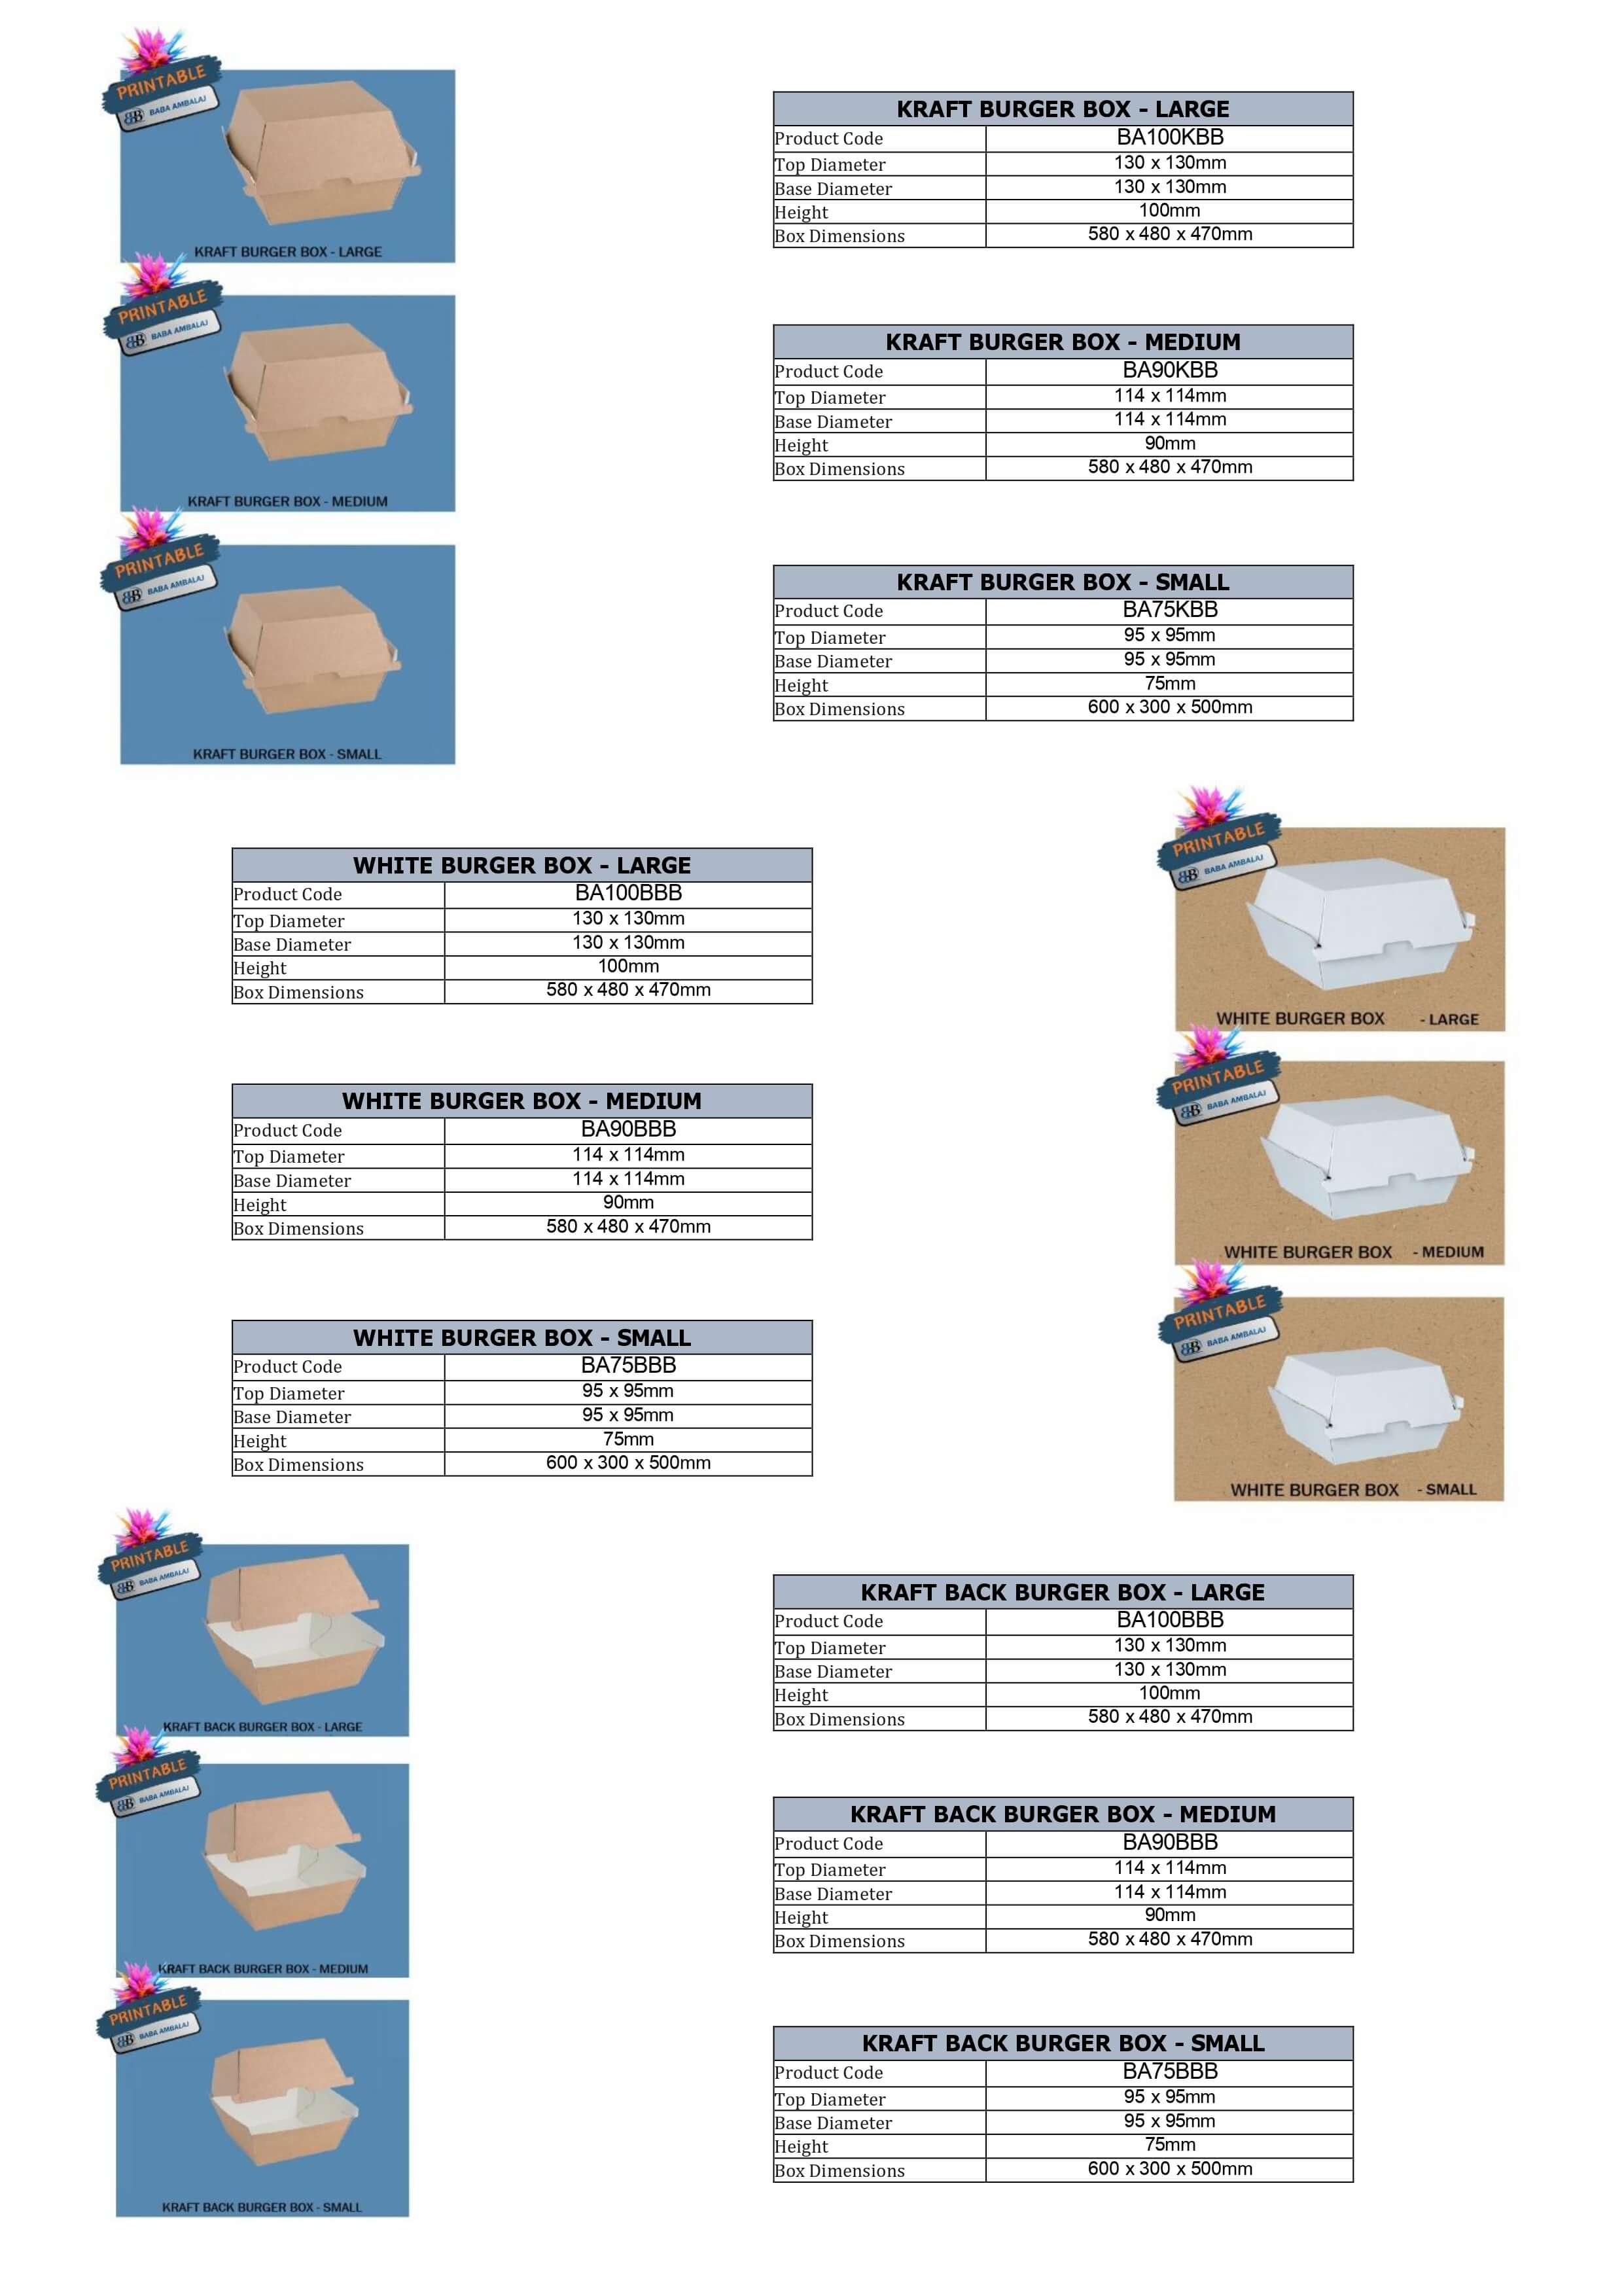 PRINTABLE
BABA AMBALAJ
KRAFT BURGER BOX - LARGE
KRAFT BURGER BOX - LARGE
Product Code BA100KBB
Top Diameter 130 x 130mm
Base Diameter 130 x 130mm
Height 100mm
Box Dimensions 580 x 480 x 470mm
PRINTABLE
BABA AMBALAJ
KRAFT BURGER BOX - MEDIUM
KRAFT BURGER BOX - MEDIUM
Product Code BA90KBB
Top Diameter 114 x 114mm
Base Diameter 114 x 114mm
Height 90mm
Box Dimensions 580 x 480 x 470mm
PRINTABLE
BABA AMBALAJ
KRAFT BURGER BOX - SMALL
KRAFT BURGER BOX - SMALL
Product Code BA75KBB
Top Diameter 95 x 95mm
Base Diameter 95 x 95mm
Height 75mm
Box Dimensions 600 x 300 x 500mm
WHITE BURGER BOX - LARGE
Product Code BA100BBB
Top Diameter 130 x 130mm
Base Diameter 130 x 130mm
Height 100mm
Box Dimensions 580 x 480 x 470mm
PRINTABLE
BABA AMBALAJ
WHITE BURGER BOX - LARGE
WHITE BURGER BOX - MEDIUM
Product Code BA90BBB
Top Diameter 114 x 114mm
Base Diameter 114 x 114mm
Height 90mm
Box Dimensions 580 x 480 x 470mm
PRINTABLE
BABA AMBALAJ
WHITE BURGER BOX - MEDIUM
WHITE BURGER BOX - SMALL
Product Code BA75BBB
Top Diameter 95 x 95mm
Base Diameter 95 x 95mm
Height 75mm
Box Dimensions 600 x 300 x 500mm
PRINTABLE
BABA AMBALAJ
WHITE BURGER BOX - SMALL
PRINTABLE
BABA AMBALAJ
KRAFT BACK BURGER BOX - LARGE
KRAFT BACK BURGER BOX - LARGE
Product Code BA100BBB
Top Diameter 130 x 130mm
Base Diameter 130 x 130mm
Height 100mm
Box Dimensions 580 x 480 x 470mm
PRINTABLE
BABA AMBALAJ
KRAFT BACK BURGER BOX - MEDIUM
KRAFT BACK BURGER BOX - MEDIUM
Product Code BA90BBB
Top Diameter 114 x 114mm
Base Diameter 114 x 114mm
Height 90mm
Box Dimensions 580 x 480 x 470mm
PRINTABLE
BABA AMBALAJ
KRAFT BACK BURGER BOX - SMALL
KRAFT BACK BURGER BOX - SMALL
Product Code BA75BBB
Top Diameter 95 x 95mm
Base Diameter 95 x 95mm
Height 75mm
Box Dimensions 600 x 300 x 500mm